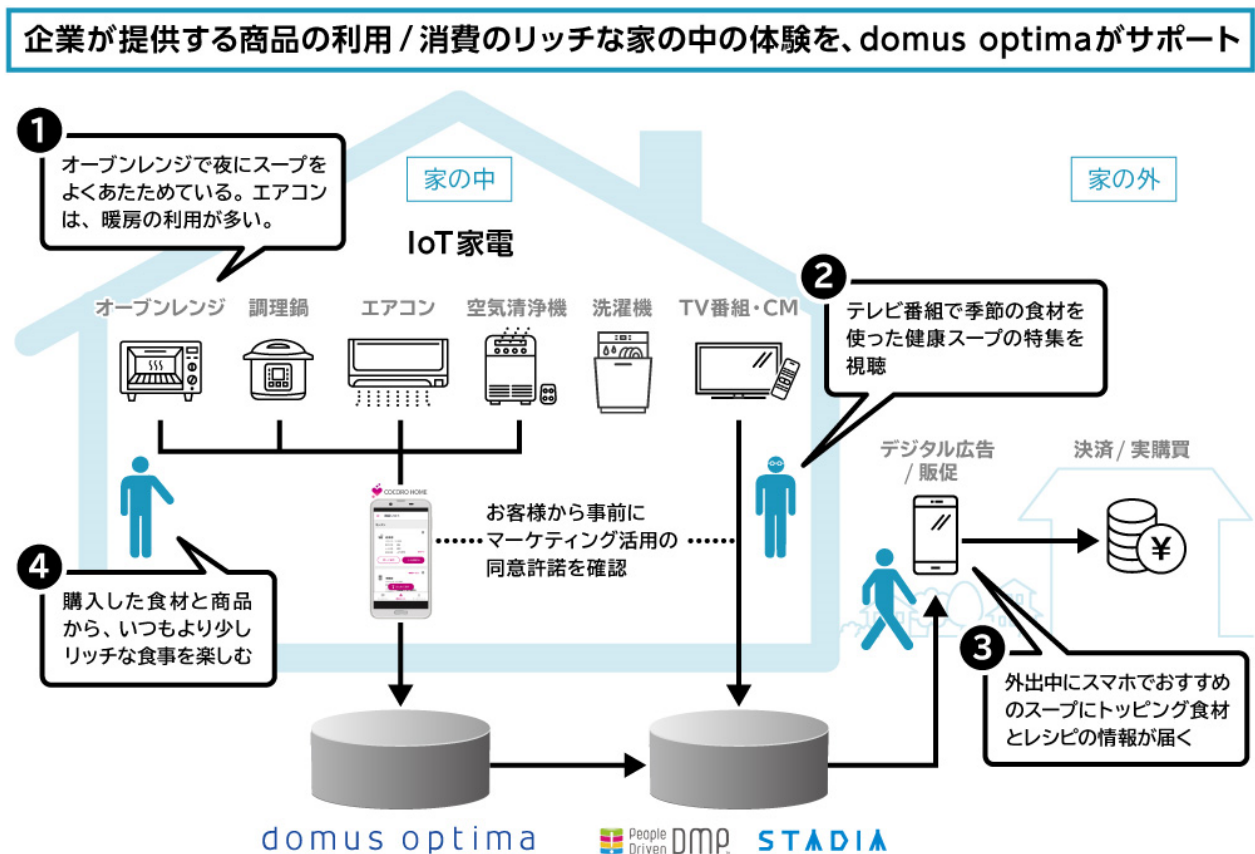 企業が提供する商品の利用/消費のリッチな家の中の体験を、domus optimaがサポート
1
オーブンレンジで夜にスープを
よくあたためている。エアコン
は、暖房の利用が多い。
家の中
家の外
IoT家電
オーブンレンジ
調理鍋
エアコン
空気清浄機
洗濯機
TV番組・CM
2
テレビ番組で季節の食材を
使った健康スープの特集を
視聴
デジタル広告
/販促
決済/実購買
¥
COCORO HOME
お客様から事前に
マーケティング活用の
同意許諾を確認
4
購入した食材と商品
から、いつもより少し
リッチな食事を楽しむ
3
外出中にスマホでおすすめ
のスープにトッピング食材
とレシピの情報が届く
domus optima
People
Driven DMP
STADIA